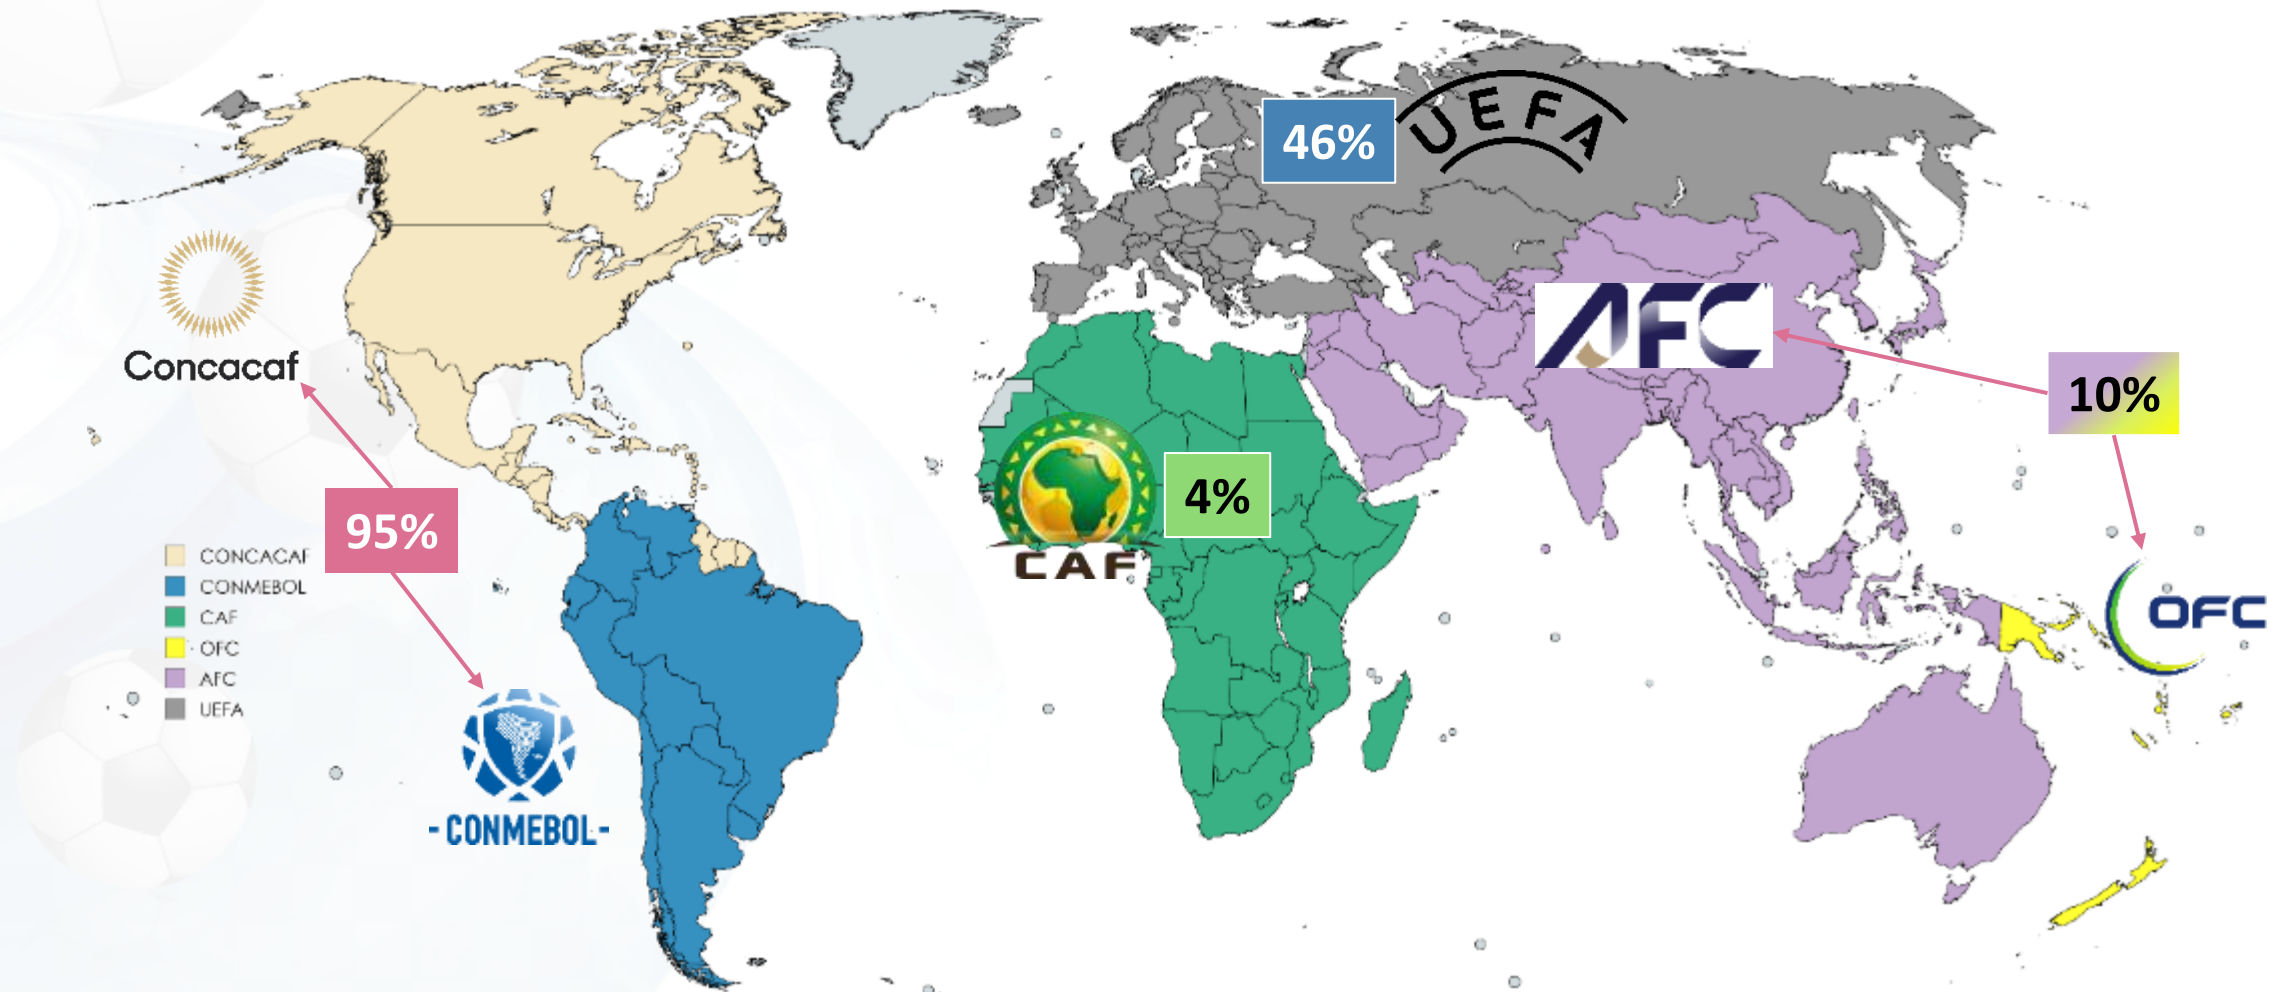 UEFA
46%
Concacaf
AFC
10%
95%
4%
CAF
CONCACAF
CONMEBOL
CAF
OFC
AFC
UEFA
OFC
-CONMEBOL-